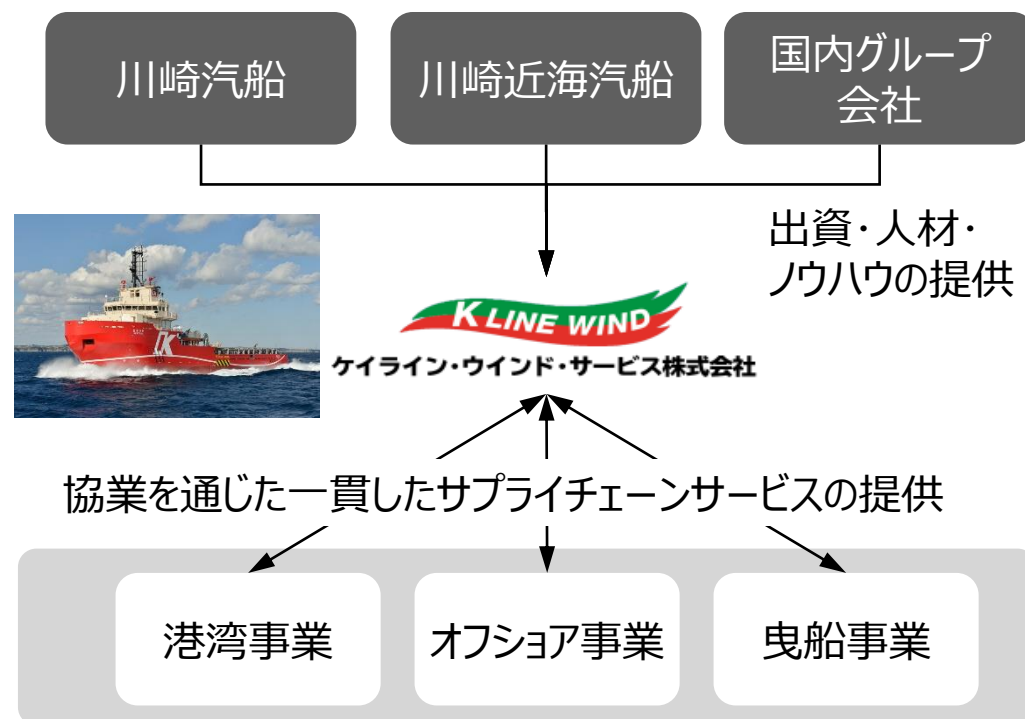 川崎汽船
川崎近海汽船
国内グループ
会社
出資・人材・
ノウハウの提供
K LINE WIND
ケイライン・ウインド・サービス株式会社
K
協業を通じた一貫したサプライチェーンサービスの提供
港湾事業
オフショア事業
曳船事業